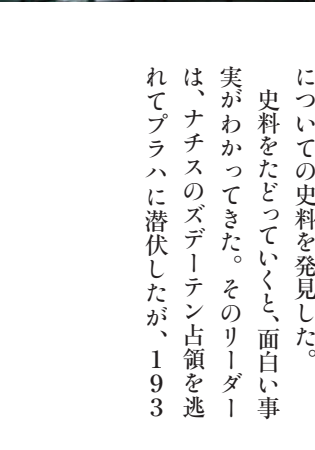 についての史料を発見した。
史料をたどっていくと、面白い事
実がわかってきた。そのリーダー
は、ナチスのズデーテン占領を逃
れてプラハに潜伏したが、193